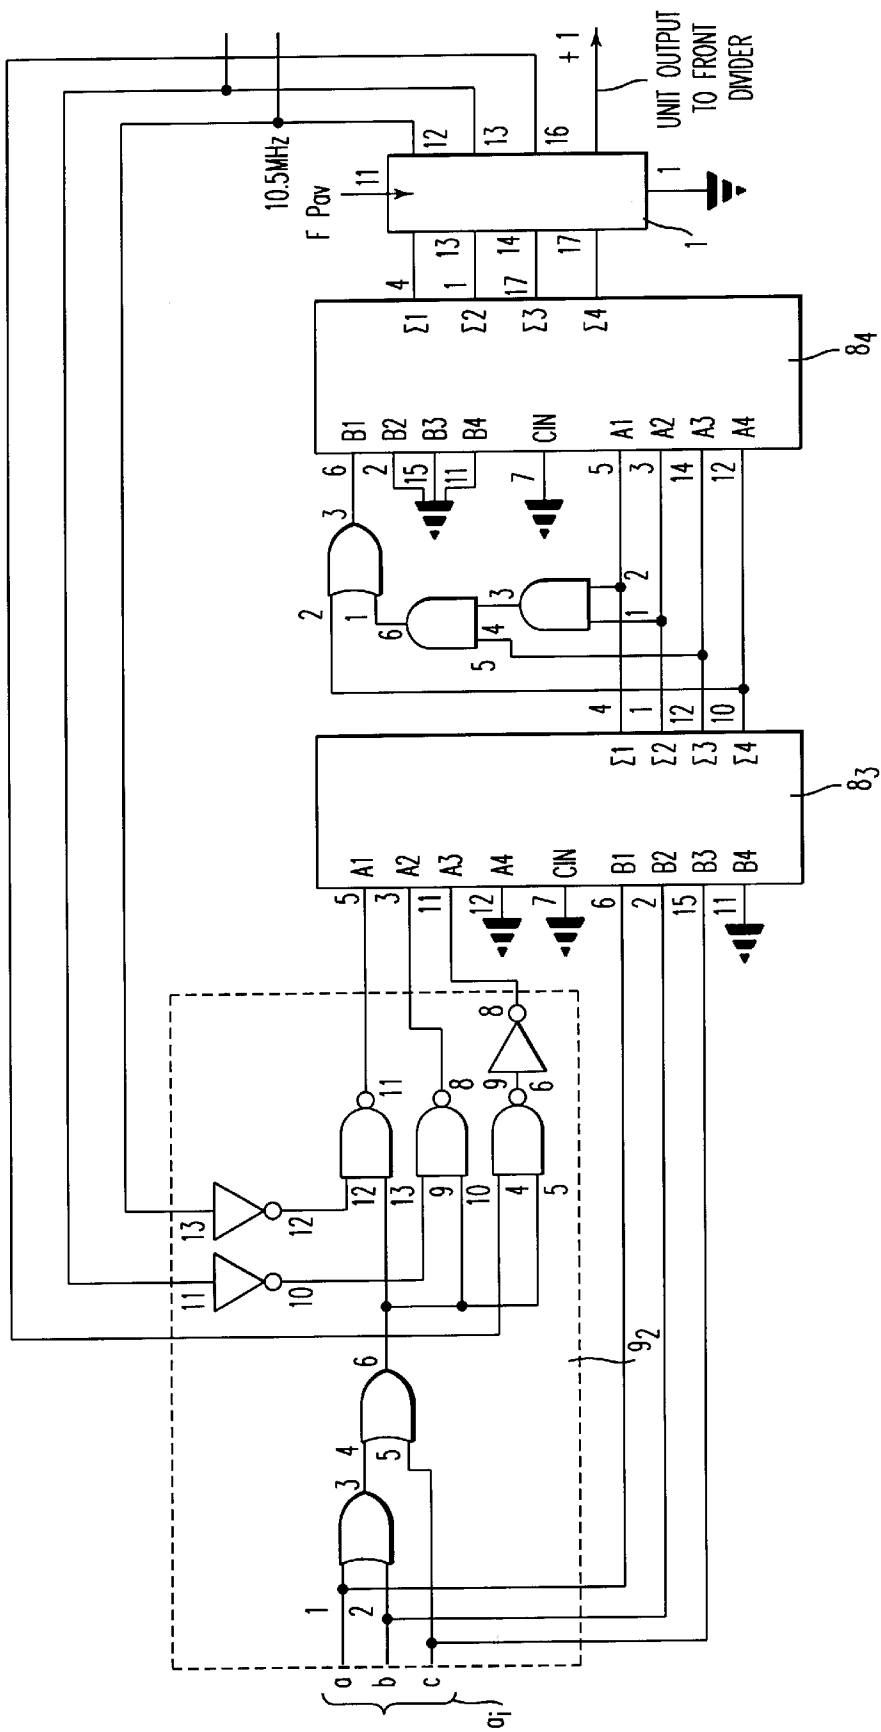 10.5MHz
F Pav
11
12
13
16
+1
UNIT OUTPUT
TO FRONT
DIVIDER
1
1
4
1
17
13
14
17
Σ1
Σ2
Σ3
Σ4
B1
B2
B3
B4
CIN
A1
A2
A3
A4
8₄
6
2
15
11
7
5
3
14
12
3
2
1
6
4
5
3
1
2
4
1
12
10
Σ1
Σ2
Σ3
Σ4
A1
A2
A3
A4
CIN
B1
B2
B3
B4
8₃
5
3
11
12
7
6
2
15
11
13
12
11
10
12
13
11
9
10
8
4
5
6
9
8
9₂
6
4
5
3
1
2
a
b
c
aᵢ